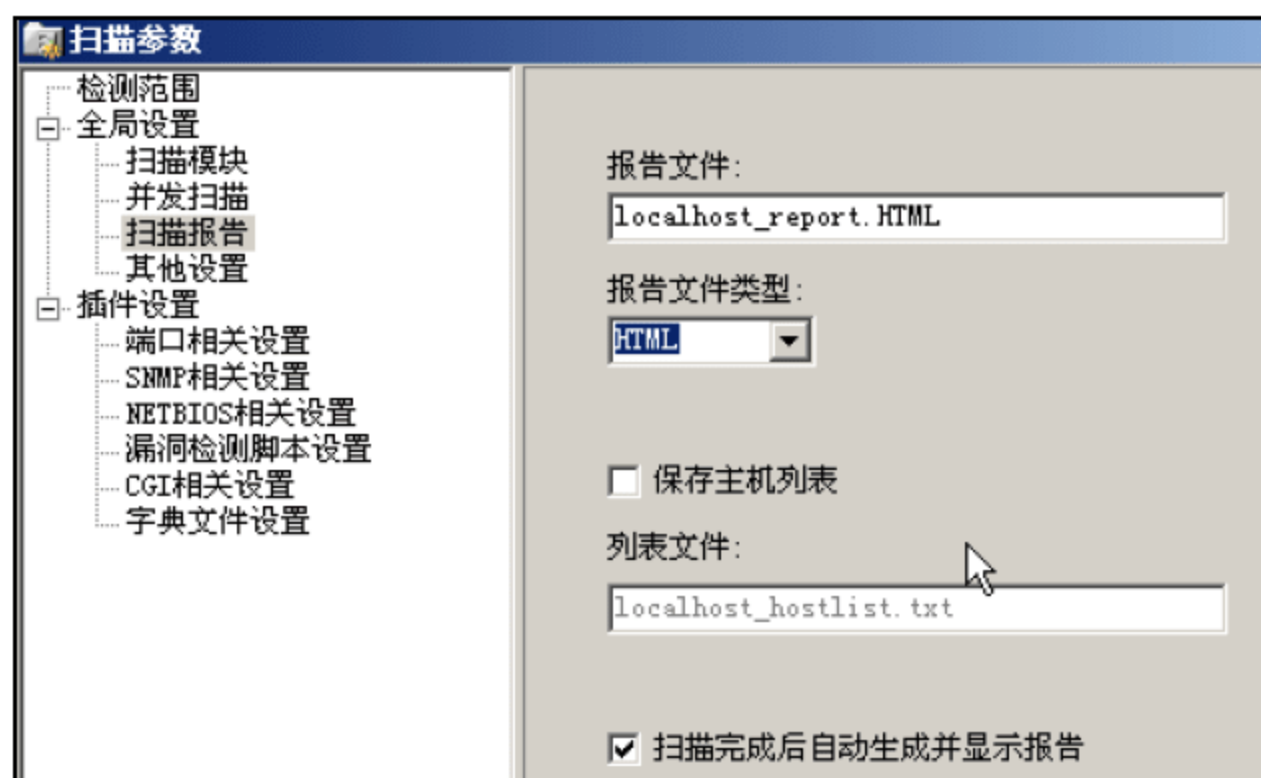 扫描参数
检测范围
全局设置
扫描模块
并发扫描
扫描报告
其他设置
插件设置
端口相关设置
SNMP相关设置
NETBIOS相关设置
漏洞检测脚本设置
CGI相关设置
字典文件设置
报告文件:
localhost_report.HTML
报告文件类型:
HTML
保存主机列表
列表文件:
localhost_hostlist.txt
扫描完成后自动生成并显示报告